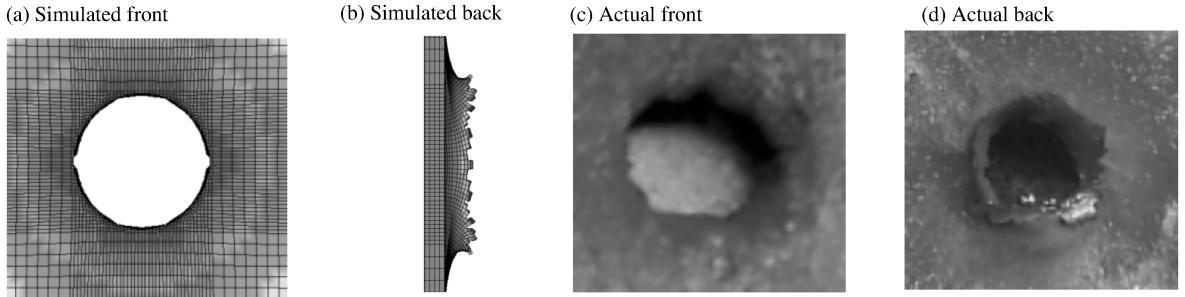 (a) Simulated front
(b) Simulated back
(c) Actual front
(d) Actual back